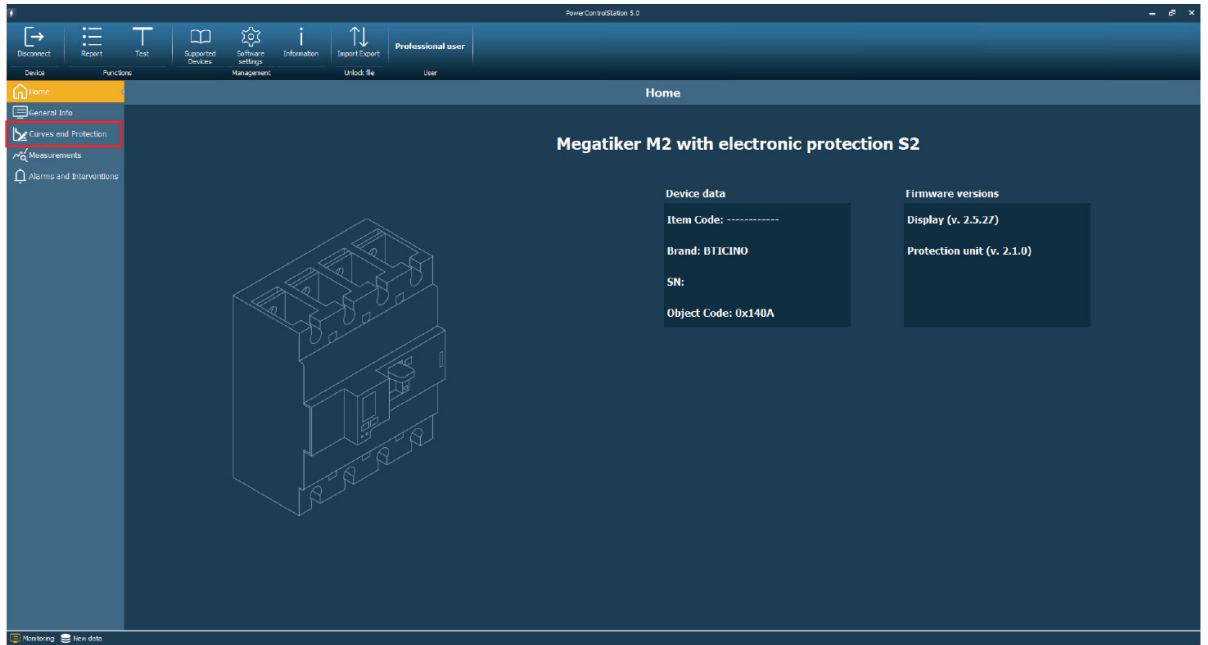 PowerControlStation 5.0
Disconnect
Report
Test
Supported Devices
Software settings
Information
Import Export
Professional user
Device
Functions
Management
Unlock file
User
Home
General Info
Curves and Protection
Measurements
Alarms and Interventions
Home
Megatiker M2 with electronic protection S2
Device data
Item Code: ------------
Brand: BTICINO
SN:
Object Code: 0x140A
Firmware versions
Display (v. 2.5.27)
Protection unit (v. 2.1.0)
Monitoring
New data